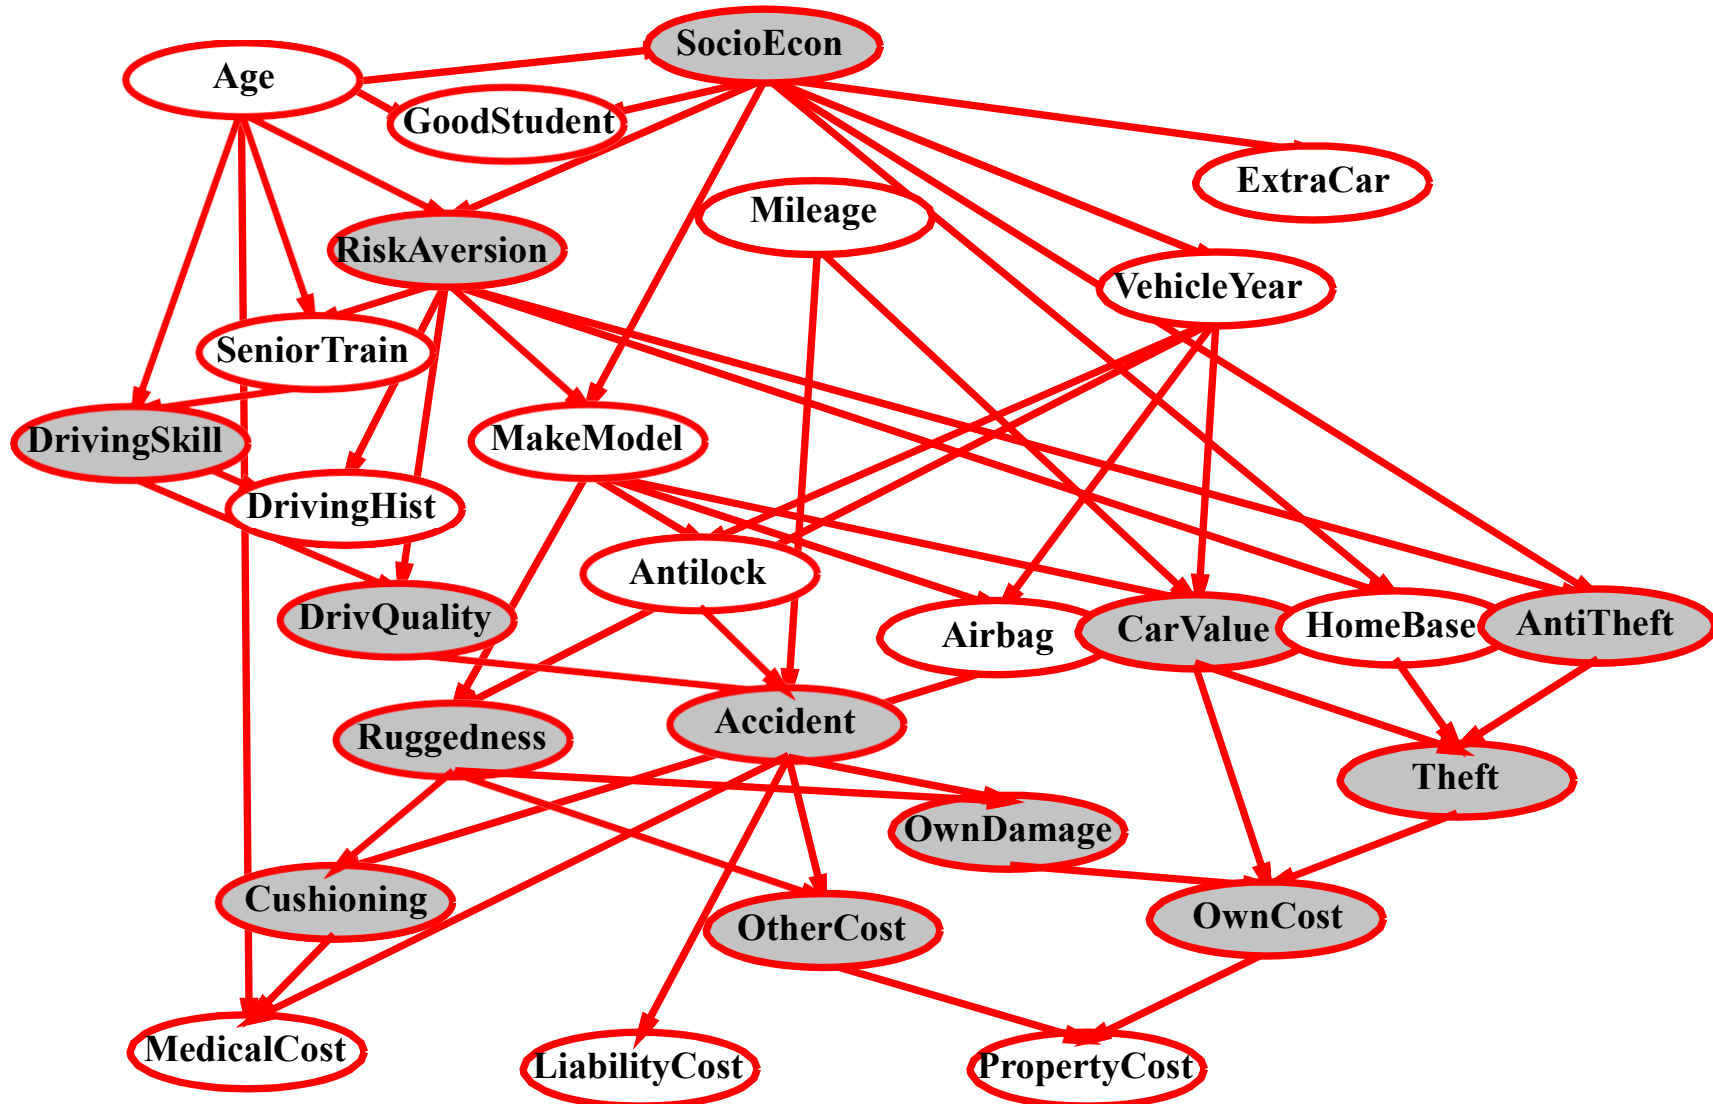 SocioEcon
Age
GoodStudent
ExtraCar
Mileage
RiskAversion
VehicleYear
SeniorTrain
DrivingSkill
MakeModel
DrivingHist
Antilock
DrivQuality
Airbag
CarValue
HomeBase
AntiTheft
Ruggedness
Accident
Theft
OwnDamage
Cushioning
OtherCost
OwnCost
MedicalCost
LiabilityCost
PropertyCost